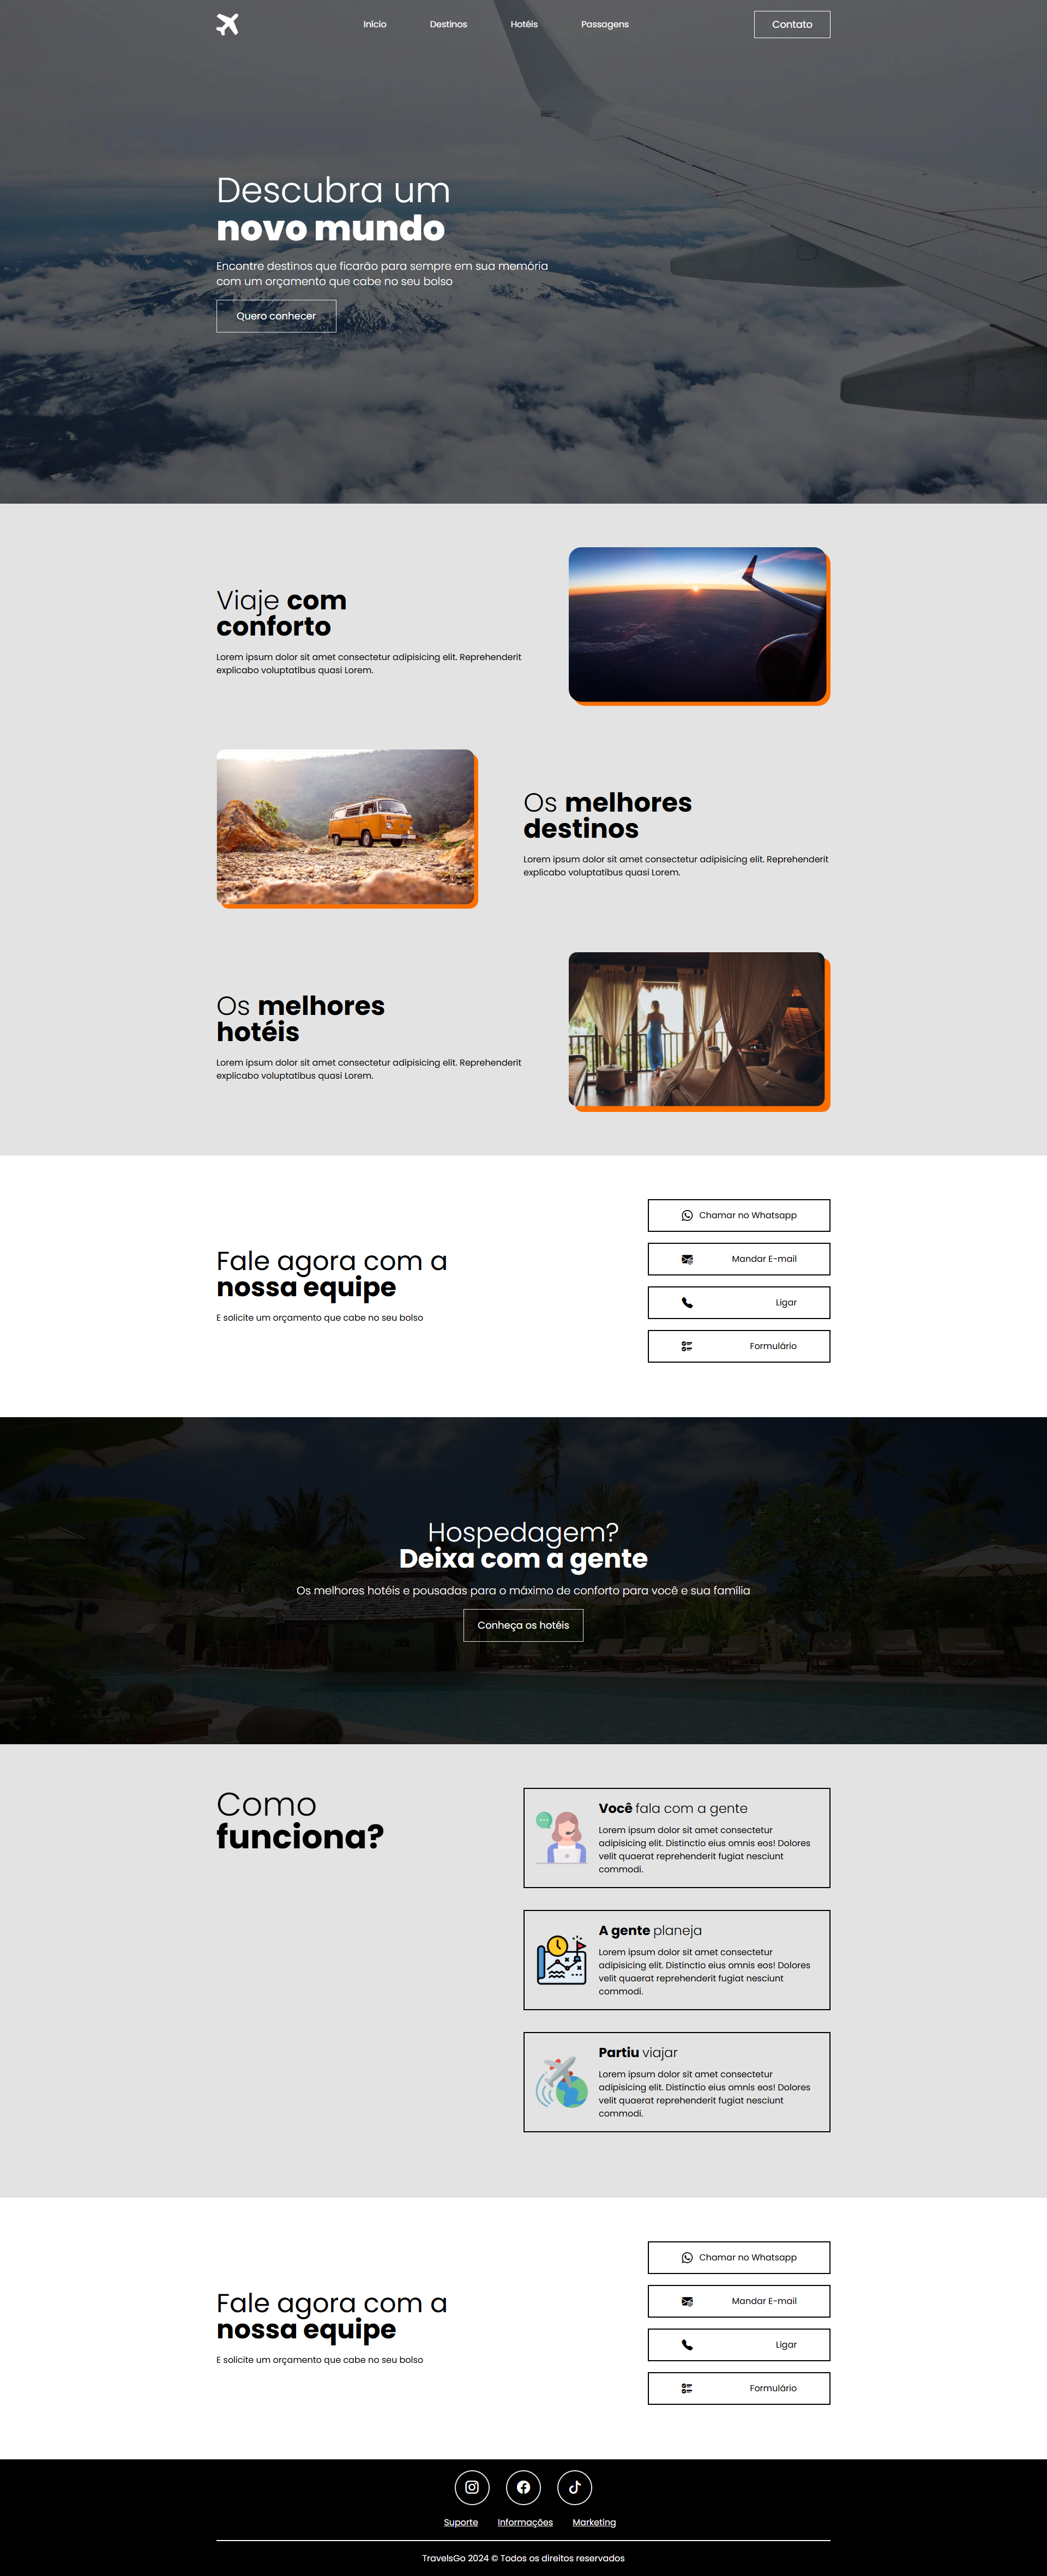 Início Destinos Hotéis Passagens Contato
Descubra um
novo mundo
Encontre destinos que ficarão para sempre em sua memória
com um orçamento que cabe no seu bolso
Quero conhecer
Viaje com
conforto
Lorem ipsum dolor sit amet consectetur adipisicing elit. Reprehenderit
explicabo voluptatibus quasi Lorem.
Os melhores
destinos
Lorem ipsum dolor sit amet consectetur adipisicing elit. Reprehenderit
explicabo voluptatibus quasi Lorem.
Os melhores
hotéis
Lorem ipsum dolor sit amet consectetur adipisicing elit. Reprehenderit
explicabo voluptatibus quasi Lorem.
Fale agora com a
nossa equipe
E solicite um orçamento que cabe no seu bolso
Chamar no Whatsapp
Mandar E-mail
Ligar
Formulário
Hospedagem?
Deixa com a gente
Os melhores hotéis e pousadas para o máximo de conforto para você e sua família
Conheça os hotéis
Como
funciona?
Você fala com a gente
Lorem ipsum dolor sit amet consectetur
adipisicing elit. Distinctio eius omnis eos! Dolores
velit quaerat reprehenderit fugiat nesciunt
commodi.
A gente planeja
Lorem ipsum dolor sit amet consectetur
adipisicing elit. Distinctio eius omnis eos! Dolores
velit quaerat reprehenderit fugiat nesciunt
commodi.
Partiu viajar
Lorem ipsum dolor sit amet consectetur
adipisicing elit. Distinctio eius omnis eos! Dolores
velit quaerat reprehenderit fugiat nesciunt
commodi.
Fale agora com a
nossa equipe
E solicite um orçamento que cabe no seu bolso
Chamar no Whatsapp
Mandar E-mail
Ligar
Formulário
Suporte Informações Marketing
TravelsGo 2024 © Todos os direitos reservados